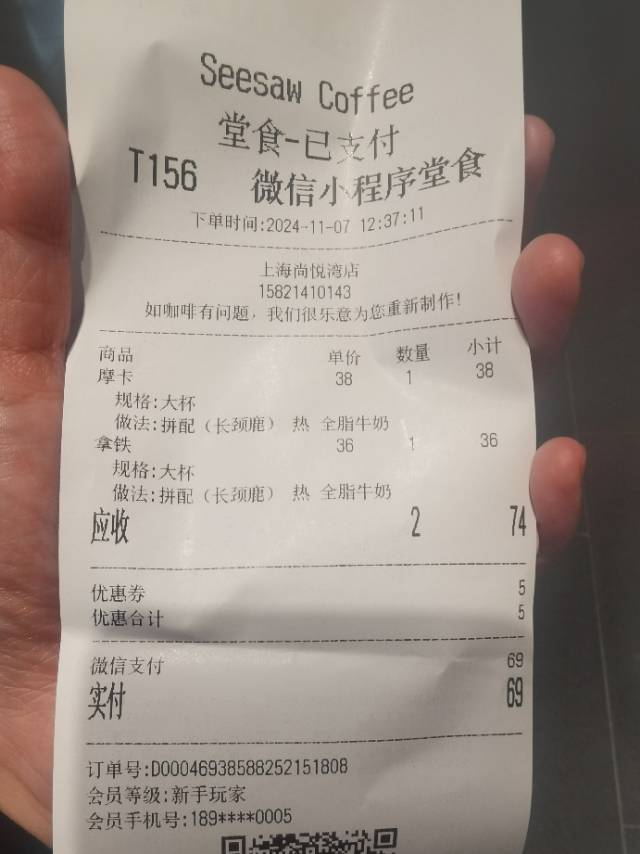 Seesaw Coffee
堂食-已支付
T156 微信小程序堂食
下单时间:2024-11-07 12:37:11
上海尚悦湾店
15821410143
如咖啡有问题，我们很乐意为您重新制作!
商品 单价 数量 小计
摩卡 38 1 38
规格:大杯
做法:拼配（长颈鹿） 热 全脂牛奶
拿铁 36 1 36
规格:大杯
做法:拼配（长颈鹿） 热 全脂牛奶
应收 2 74
优惠券 5
优惠合计 5
微信支付 69
实付 69
订单号:D00046938588252151808
会员等级:新手玩家
会员手机号:189****0005